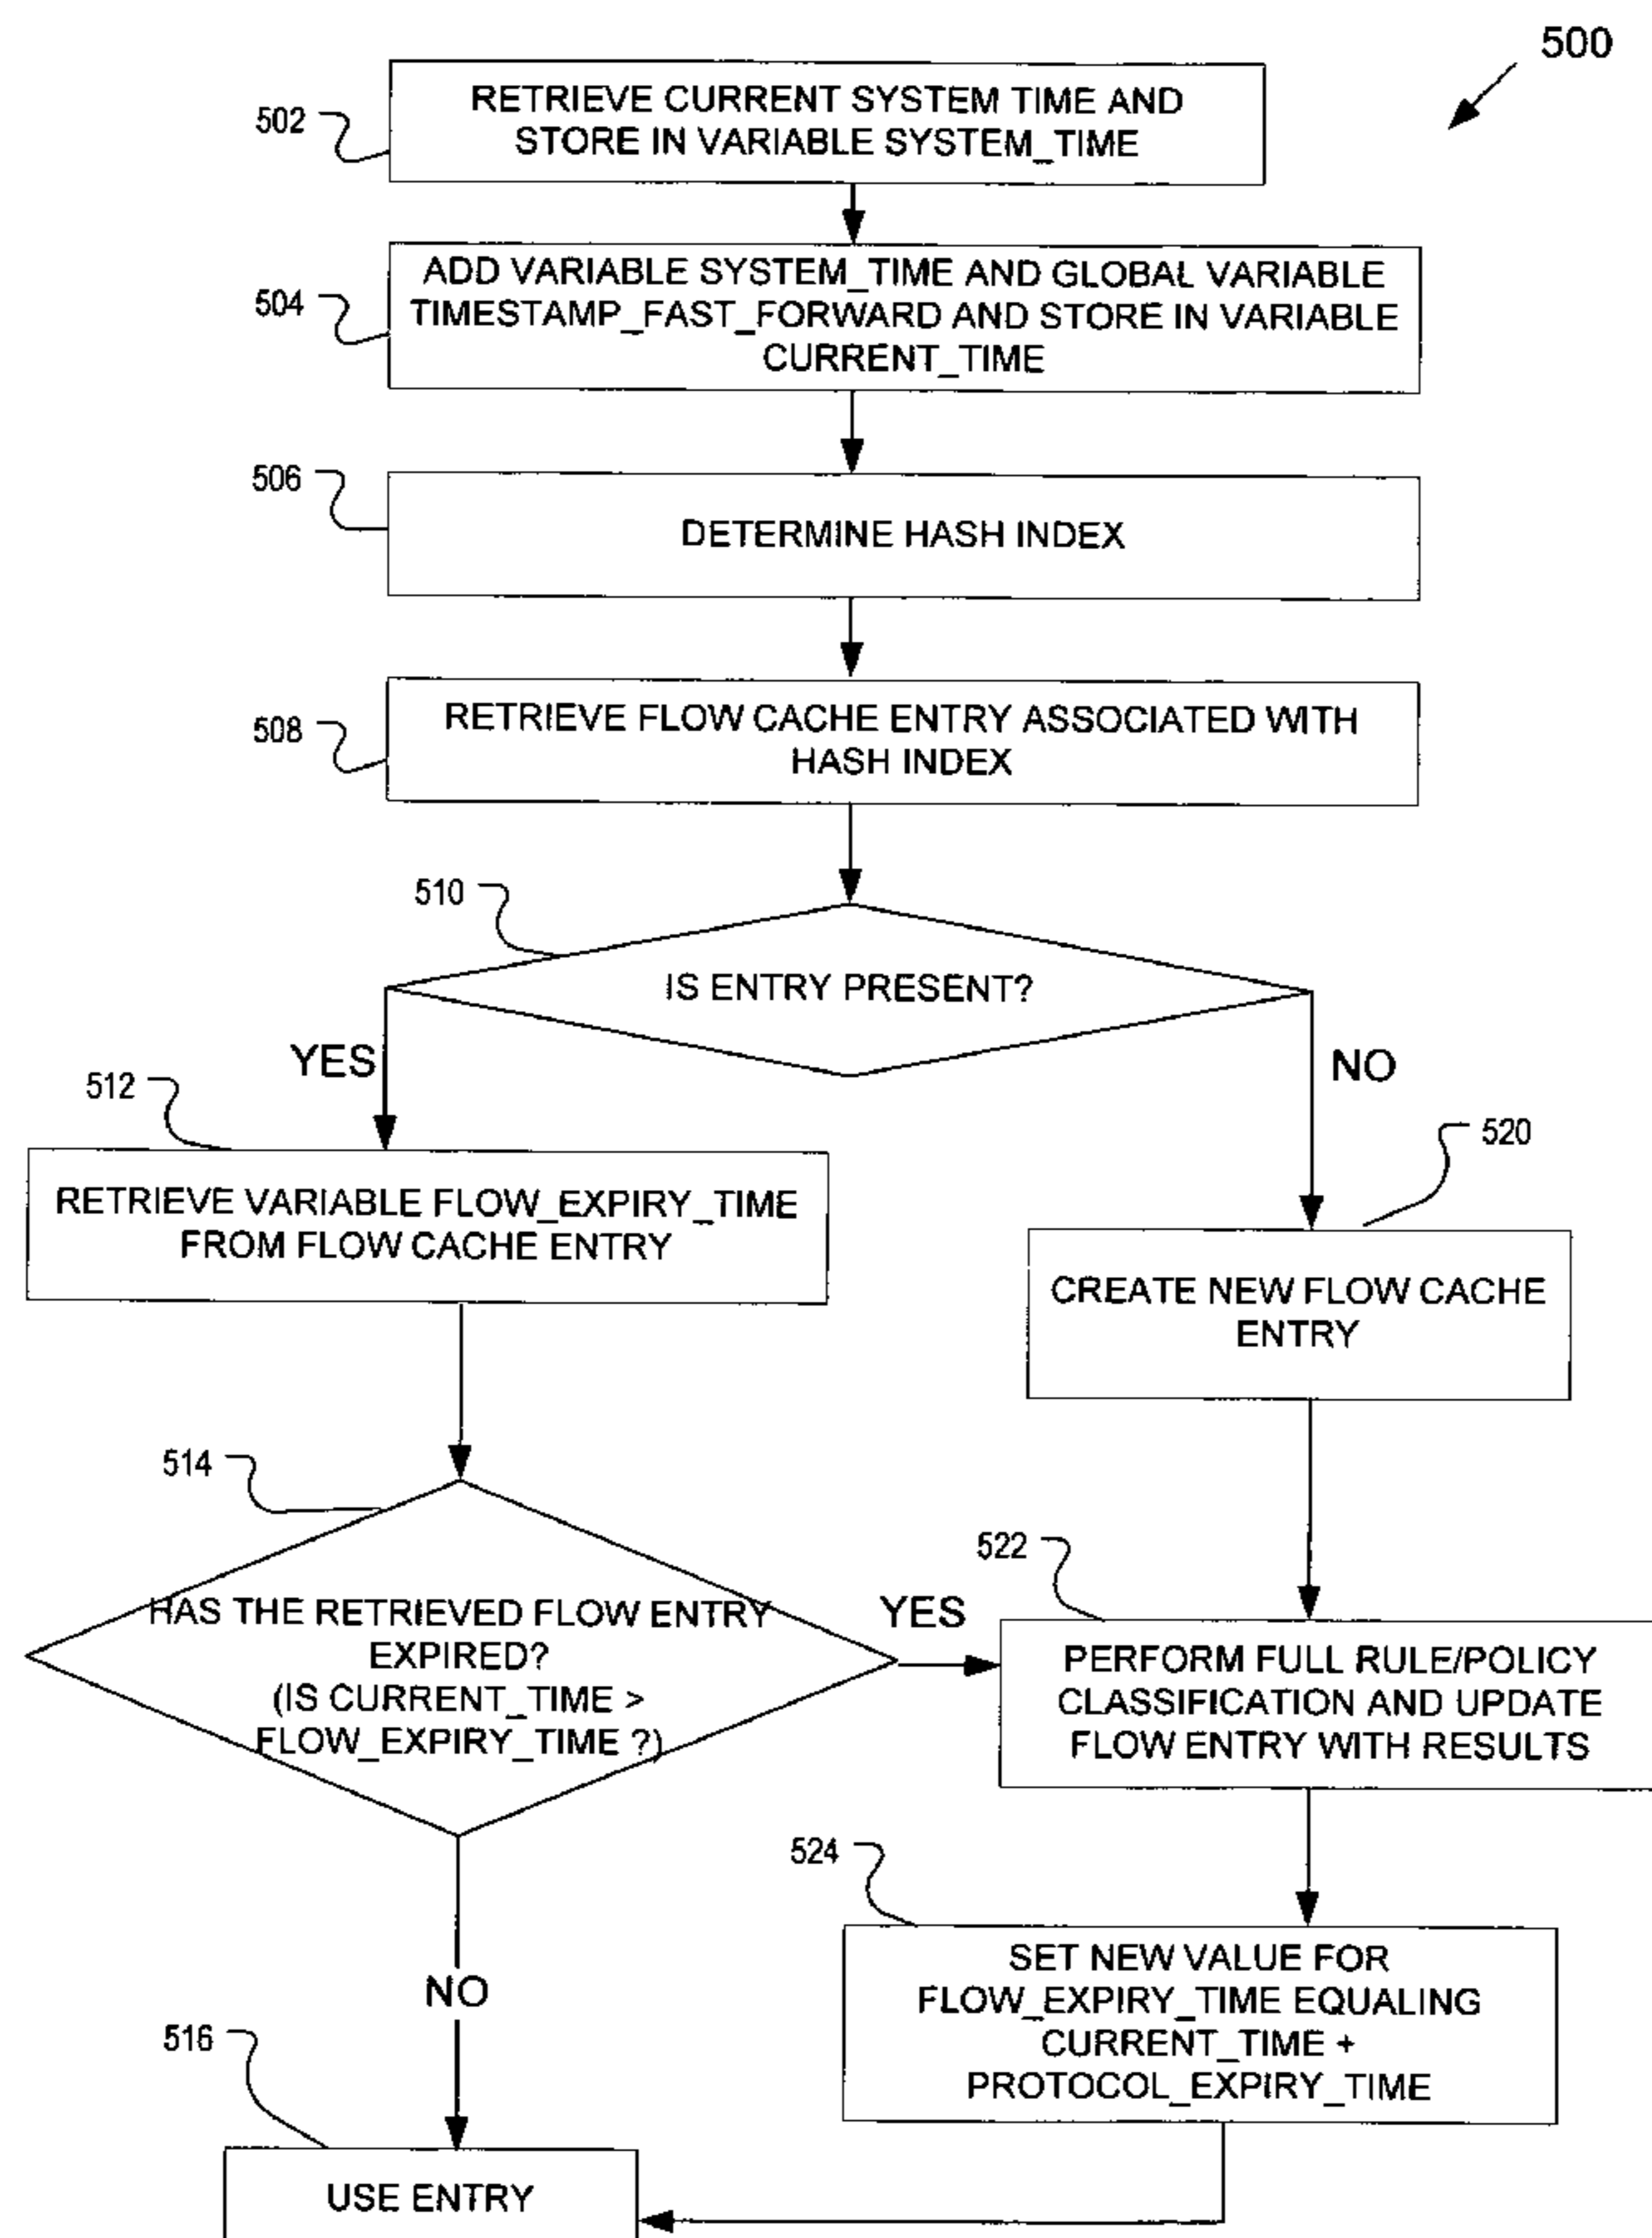 500
502
RETRIEVE CURRENT SYSTEM TIME AND
STORE IN VARIABLE SYSTEM_TIME
504
ADD VARIABLE SYSTEM_TIME AND GLOBAL VARIABLE
TIMESTAMP_FAST_FORWARD AND STORE IN VARIABLE
CURRENT_TIME
506
DETERMINE HASH INDEX
508
RETRIEVE FLOW CACHE ENTRY ASSOCIATED WITH
HASH INDEX
510
IS ENTRY PRESENT?
YES
NO
512
RETRIEVE VARIABLE FLOW_EXPIRY_TIME
FROM FLOW CACHE ENTRY
520
CREATE NEW FLOW CACHE
ENTRY
514
HAS THE RETRIEVED FLOW ENTRY
EXPIRED?
(IS CURRENT_TIME >
FLOW_EXPIRY_TIME ?)
YES
NO
522
PERFORM FULL RULE/POLICY
CLASSIFICATION AND UPDATE
FLOW ENTRY WITH RESULTS
524
SET NEW VALUE FOR
FLOW_EXPIRY_TIME EQUALING
CURRENT_TIME +
PROTOCOL_EXPIRY_TIME
516
USE ENTRY